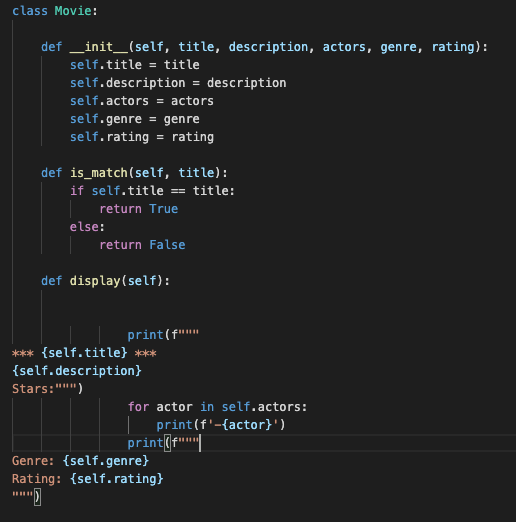 class Movie:

    def __init__(self, title, description, actors, genre, rating):
        self.title = title
        self.description = description
        self.actors = actors
        self.genre = genre
        self.rating = rating

    def is_match(self, title):
        if self.title == title:
            return True
        else:
            return False

    def display(self):


                print(f"""
*** {self.title} ***
{self.description}
Stars:""")
                for actor in self.actors:
                    print(f'-{actor}')
                print(f"""
Genre: {self.genre}
Rating: {self.rating}
""")